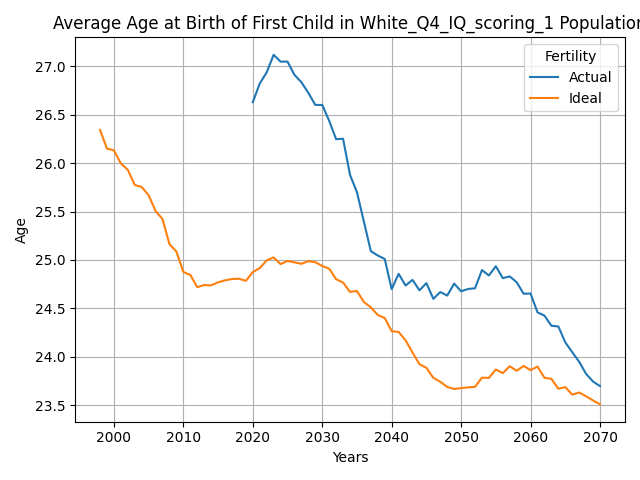 Average Age at Birth of First Child in White_Q4_IQ_scoring_1 Population
Fertility
Actual
Ideal
27.0
26.5
26.0
25.5
25.0
24.5
24.0
23.5
Age
2000 2010 2020 2030 2040 2050 2060 2070
Years